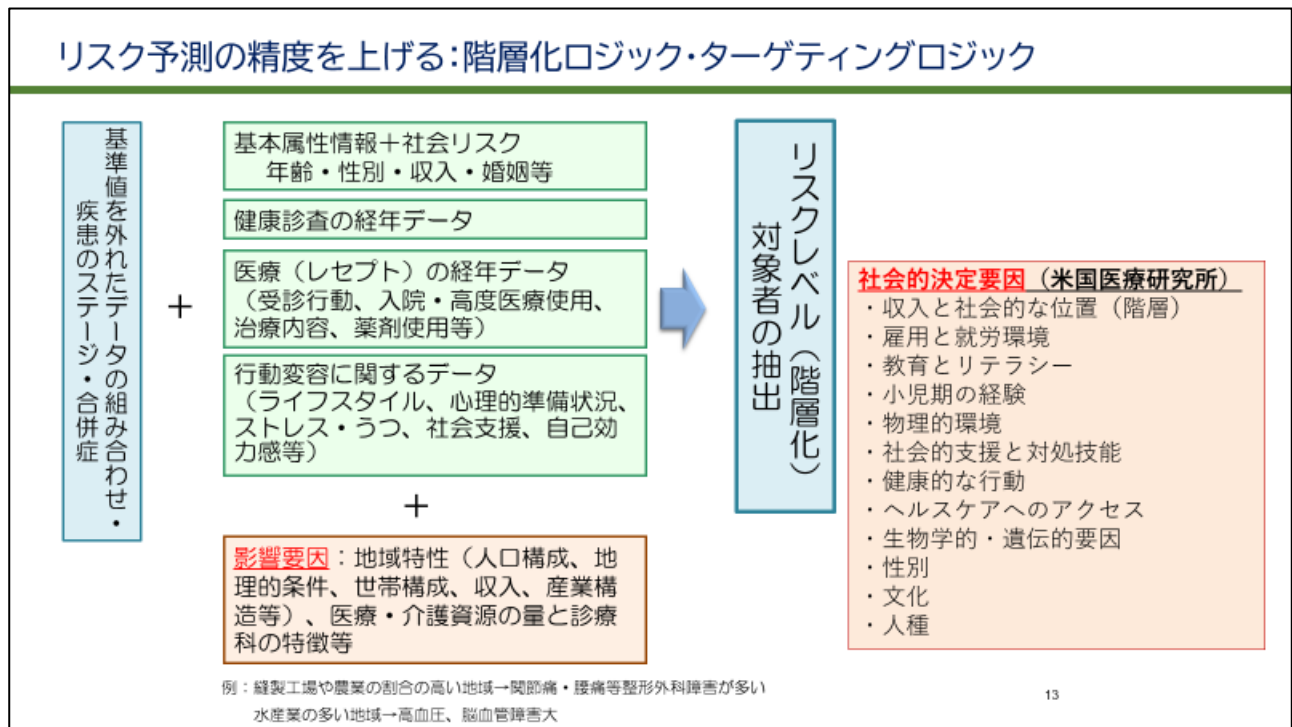 リスク予測の精度を上げる：階層化ロジック・ターゲティングロジック
基準値を外れたデータの組み合わせ・
疾患のステージ・合併症
＋
基本属性情報＋社会リスク
年齢・性別・収入・婚姻等
健康診査の経年データ
医療（レセプト）の経年データ
（受診行動、入院・高度医療使用、
治療内容、薬剤使用等）
行動変容に関するデータ
（ライフスタイル、心理的準備状況、
ストレス・うつ、社会支援、自己効
力感等）
＋
影響要因：地域特性（人口構成、地
理的条件、世帯構成、収入、産業構
造等）、医療・介護資源の量と診療
科の特徴等
リスクレベル（階層化）
対象者の抽出
社会的決定要因（米国医療研究所）
・収入と社会的な位置（階層）
・雇用と就労環境
・教育とリテラシー
・小児期の経験
・物理的環境
・社会的支援と対処技能
・健康的な行動
・ヘルスケアへのアクセス
・生物学的・遺伝的要因
・性別
・文化
・人種
例：縫製工場や農業の割合の高い地域→関節痛・腰痛等整形外科障害が多い
水産業の多い地域→高血圧、脳血管障害大
13